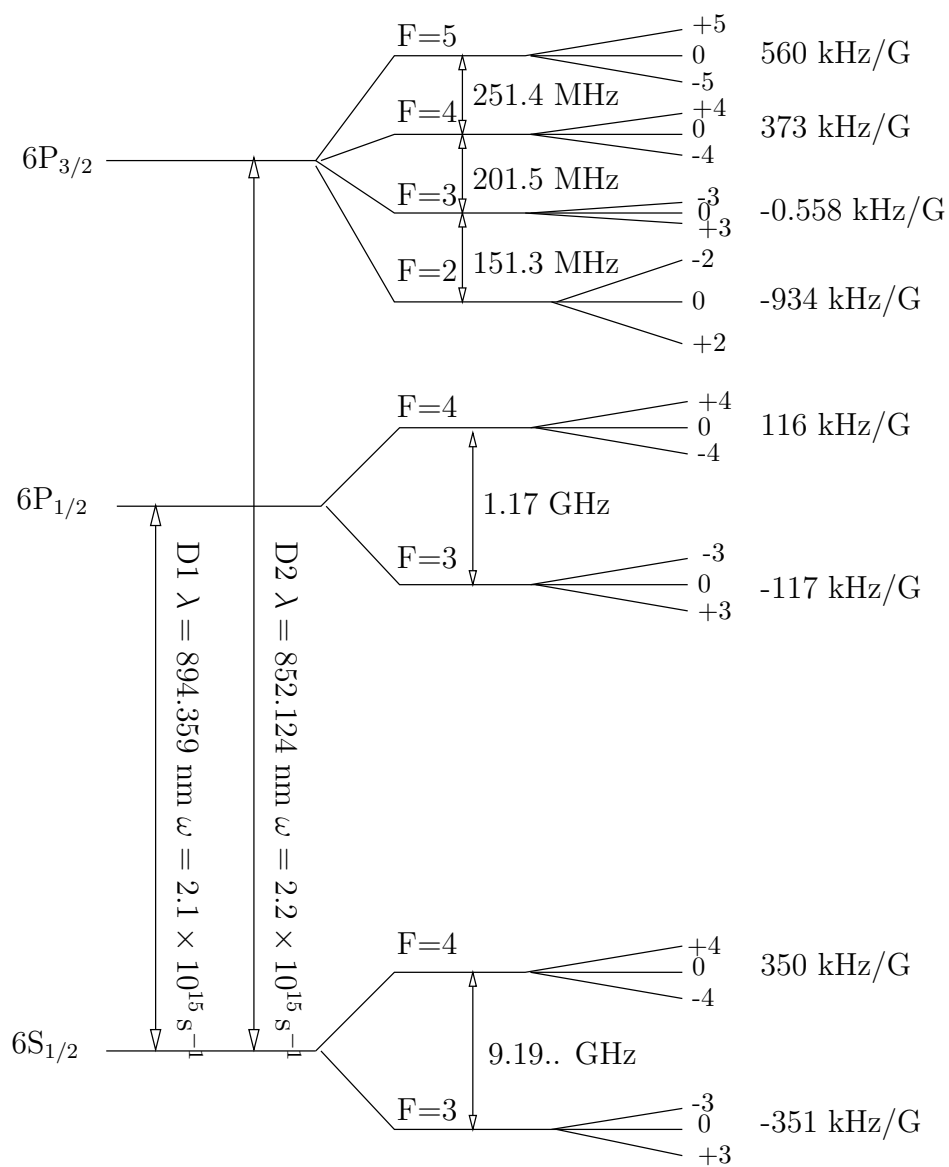 F=5
+5
0
-5
560 kHz/G
251.4 MHz
F=4
+4
0
-4
373 kHz/G
6P3/2
201.5 MHz
F=3
-3
0
+3
-0.558 kHz/G
F=2
151.3 MHz
-2
0
+2
-934 kHz/G
F=4
+4
0
-4
116 kHz/G
6P1/2
1.17 GHz
F=3
-3
0
+3
-117 kHz/G
D1 λ = 894.359 nm ω = 2.1 × 10^15 s^−1
D2 λ = 852.124 nm ω = 2.2 × 10^15 s^−1
F=4
+4
0
-4
350 kHz/G
6S1/2
9.19.. GHz
F=3
-3
0
+3
-351 kHz/G